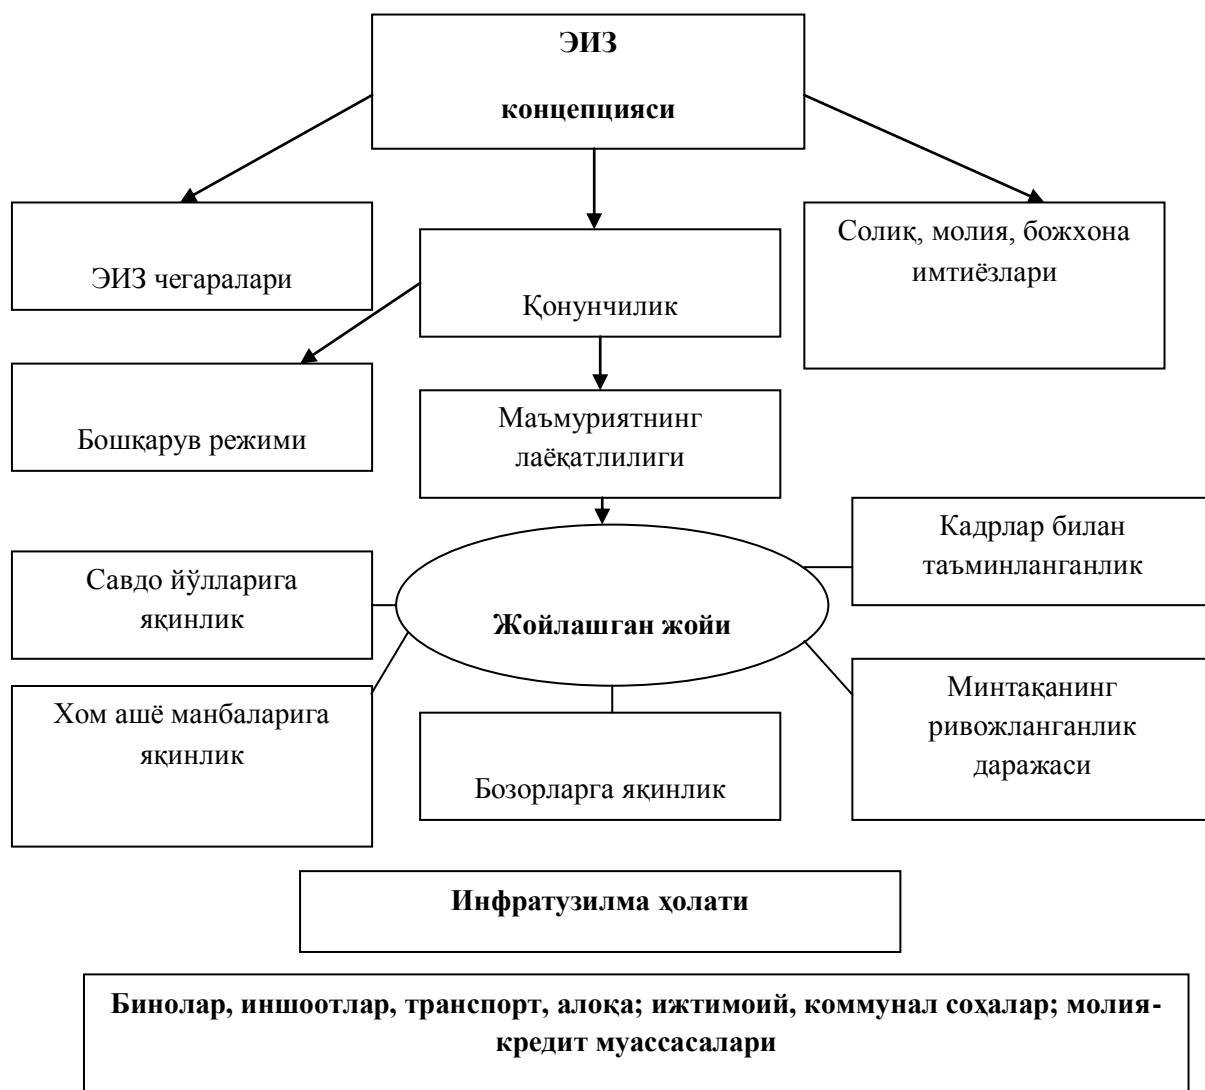 ЭИЗ
концепцияси
ЭИЗ чегаралари
Қонунчилик
Солиқ, молия, божхона
имтиёзлари
Бошқарув режими
Маъмуриятнинг
лаёқатлилиги
Савдо йўлларига
яқинлик
Жойлашган жойи
Кадрлар билан
таъминланганлик
Хом ашё манбаларига
яқинлик
Бозорларга яқинлик
Минтақанинг
ривожланганлик
даражаси
Инфратузилма ҳолати
Бинолар, иншоотлар, транспорт, алоқа; ижтимоий, коммунал соҳалар; молия-
кредит муассасалари